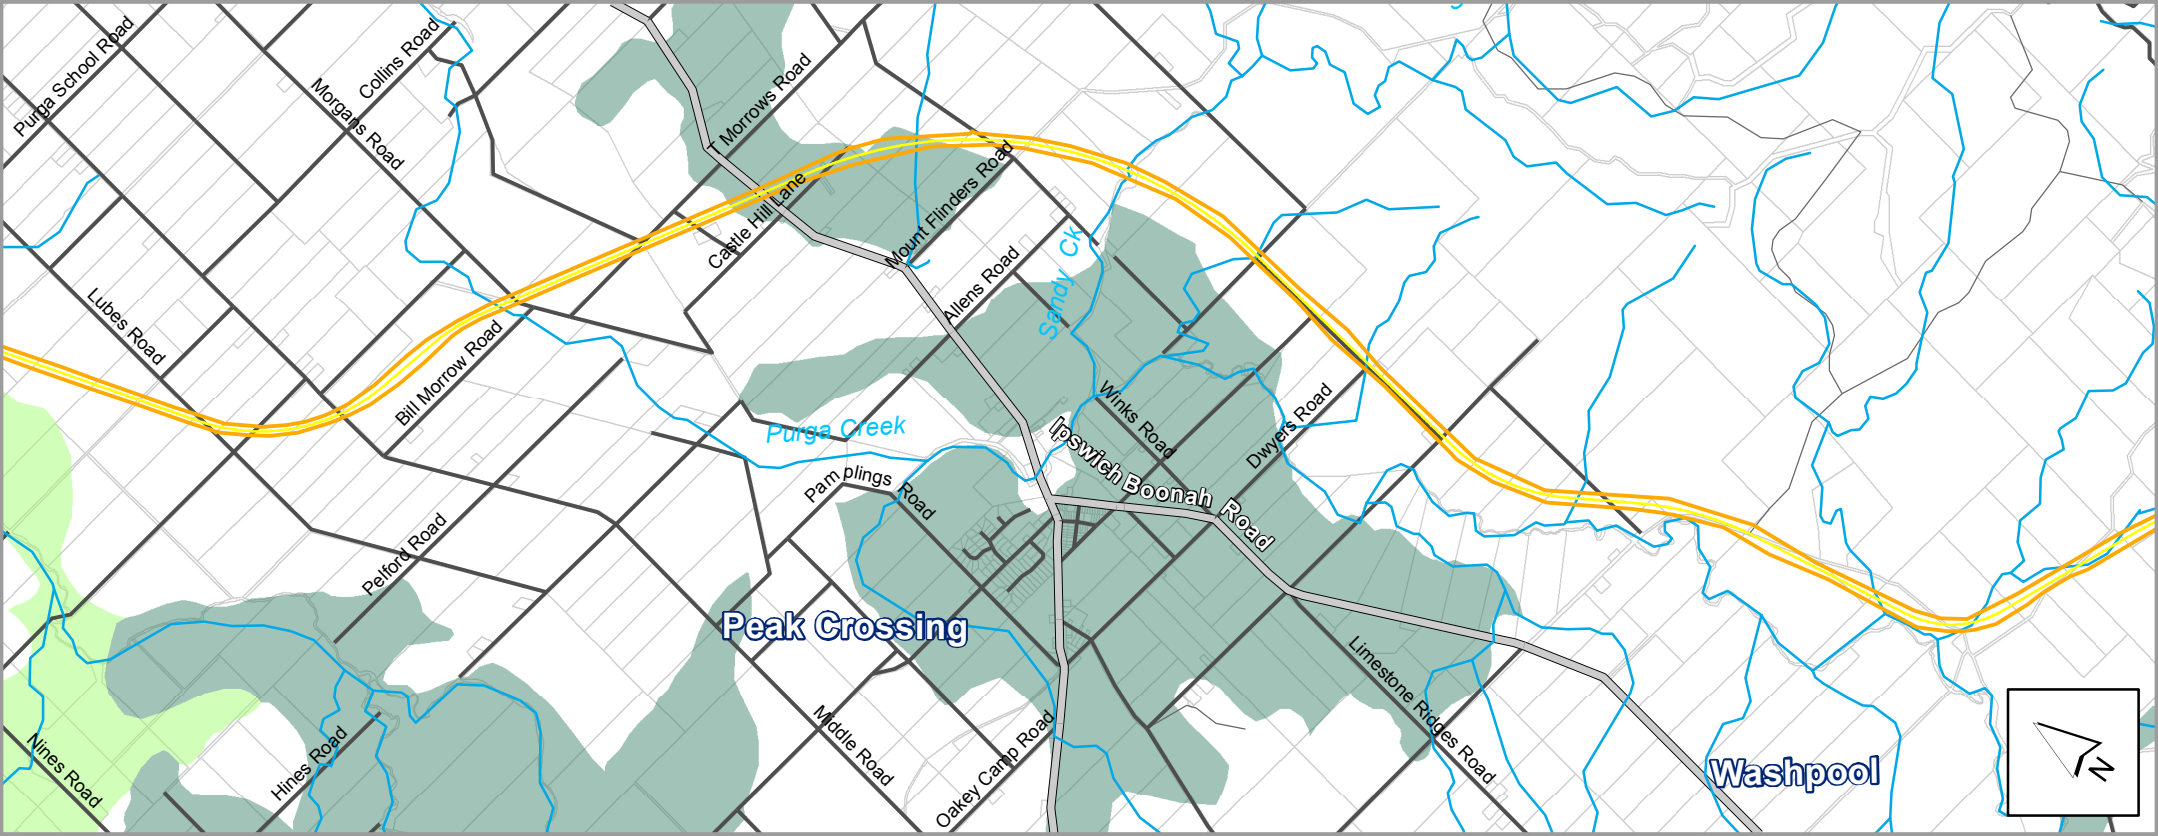 Purga School Road
Collins Road
Morgans Road
T Morrows Road
Castle Hill Lane
Mount Flinders Road
Allens Road
Sandy Ck
Lubes Road
Bill Morrow Road
Purga Creek
Winks Road
Dwyers Road
Ipswich Boonah Road
Pam plings Road
Pelford Road
Peak Crossing
Limestone Ridges Road
Middle Road
Oakey Camp Road
Hines Road
Nines Road
Washpool
N